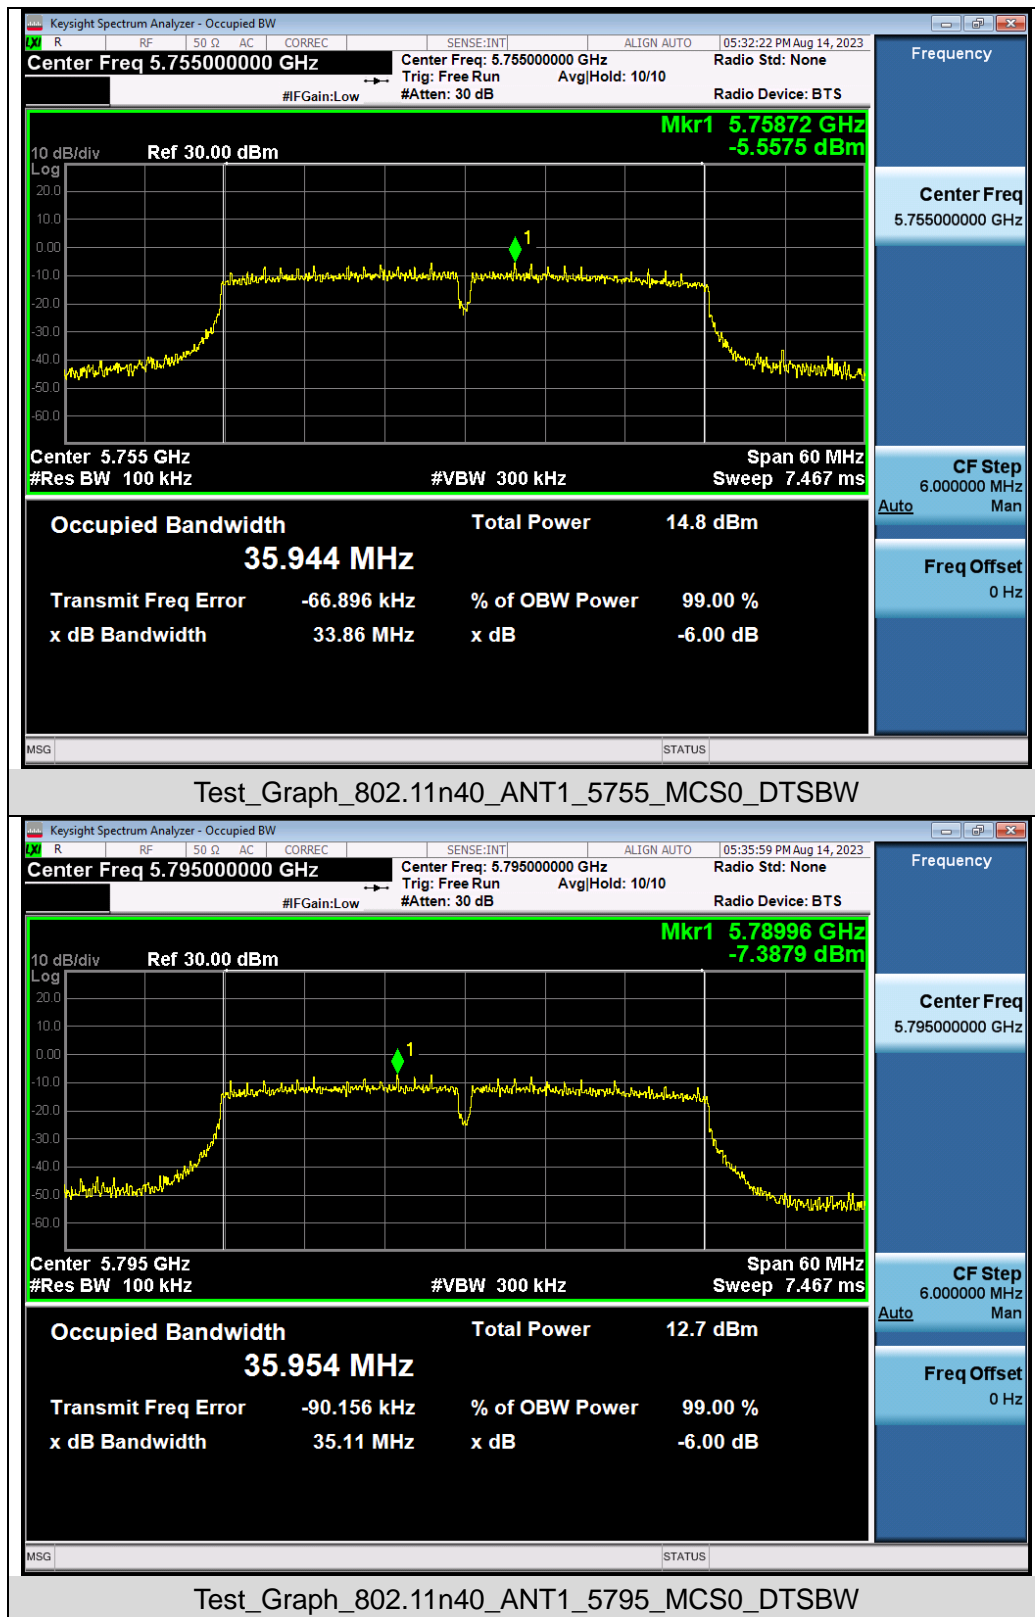 Keysight Spectrum Analyzer - Occupied BW
LXI R RF 50 Ω AC CORREC SENSE:INT ALIGN AUTO 05:32:22 PM Aug 14, 2023
Center Freq 5.755000000 GHz
Center Freq: 5.755000000 GHz
Radio Std: None
Trig: Free Run Avg|Hold: 10/10
#IFGain:Low
#Atten: 30 dB
Radio Device: BTS
Mkr1 5.75872 GHz
-5.5575 dBm
10 dB/div Ref 30.00 dBm
Log
20.0
10.0
0.00
-10.0
-20.0
-30.0
-40.0
-50.0
-60.0
1
Center 5.755 GHz Span 60 MHz
#Res BW 100 kHz #VBW 300 kHz Sweep 7.467 ms
Occupied Bandwidth Total Power 14.8 dBm
35.944 MHz
Transmit Freq Error -66.896 kHz % of OBW Power 99.00 %
x dB Bandwidth 33.86 MHz x dB -6.00 dB
MSG STATUS
Frequency
Center Freq
5.755000000 GHz
CF Step
6.000000 MHz
Auto Man
Freq Offset
0 Hz
Test_Graph_802.11n40_ANT1_5755_MCS0_DTSBW
Keysight Spectrum Analyzer - Occupied BW
LXI R RF 50 Ω AC CORREC SENSE:INT ALIGN AUTO 05:35:59 PM Aug 14, 2023
Center Freq 5.795000000 GHz
Center Freq: 5.795000000 GHz
Radio Std: None
Trig: Free Run Avg|Hold: 10/10
#IFGain:Low
#Atten: 30 dB
Radio Device: BTS
Mkr1 5.78996 GHz
-7.3879 dBm
10 dB/div Ref 30.00 dBm
Log
20.0
10.0
0.00
-10.0
-20.0
-30.0
-40.0
-50.0
-60.0
1
Center 5.795 GHz Span 60 MHz
#Res BW 100 kHz #VBW 300 kHz Sweep 7.467 ms
Occupied Bandwidth Total Power 12.7 dBm
35.954 MHz
Transmit Freq Error -90.156 kHz % of OBW Power 99.00 %
x dB Bandwidth 35.11 MHz x dB -6.00 dB
MSG STATUS
Frequency
Center Freq
5.795000000 GHz
CF Step
6.000000 MHz
Auto Man
Freq Offset
0 Hz
Test_Graph_802.11n40_ANT1_5795_MCS0_DTSBW